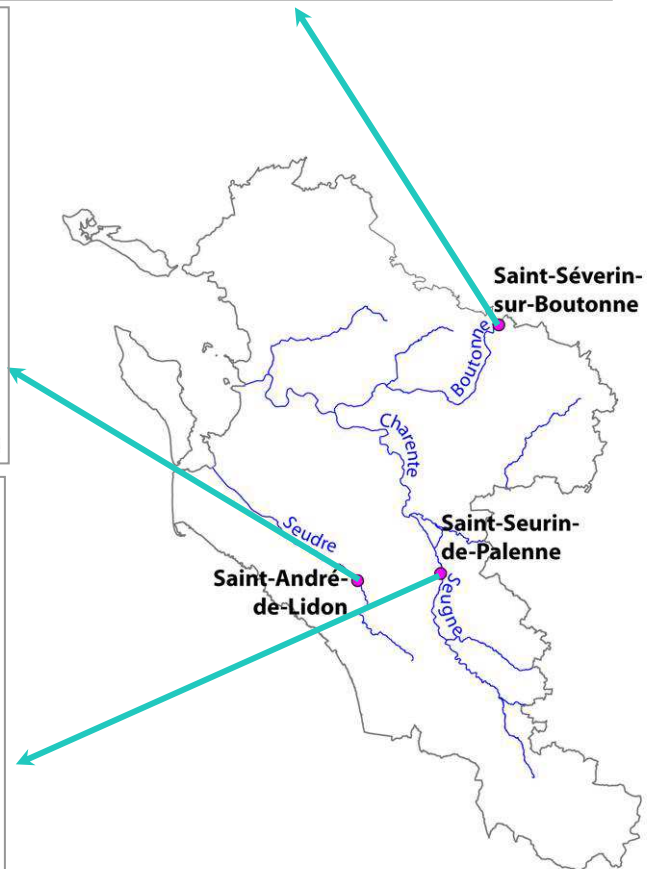 Saint-Séverin-
sur-Boutonne
Boutonne
Charente
Saint-Seurin-
de-Palenne
Seudre
Saint-André-
de-Lidon
Seugne